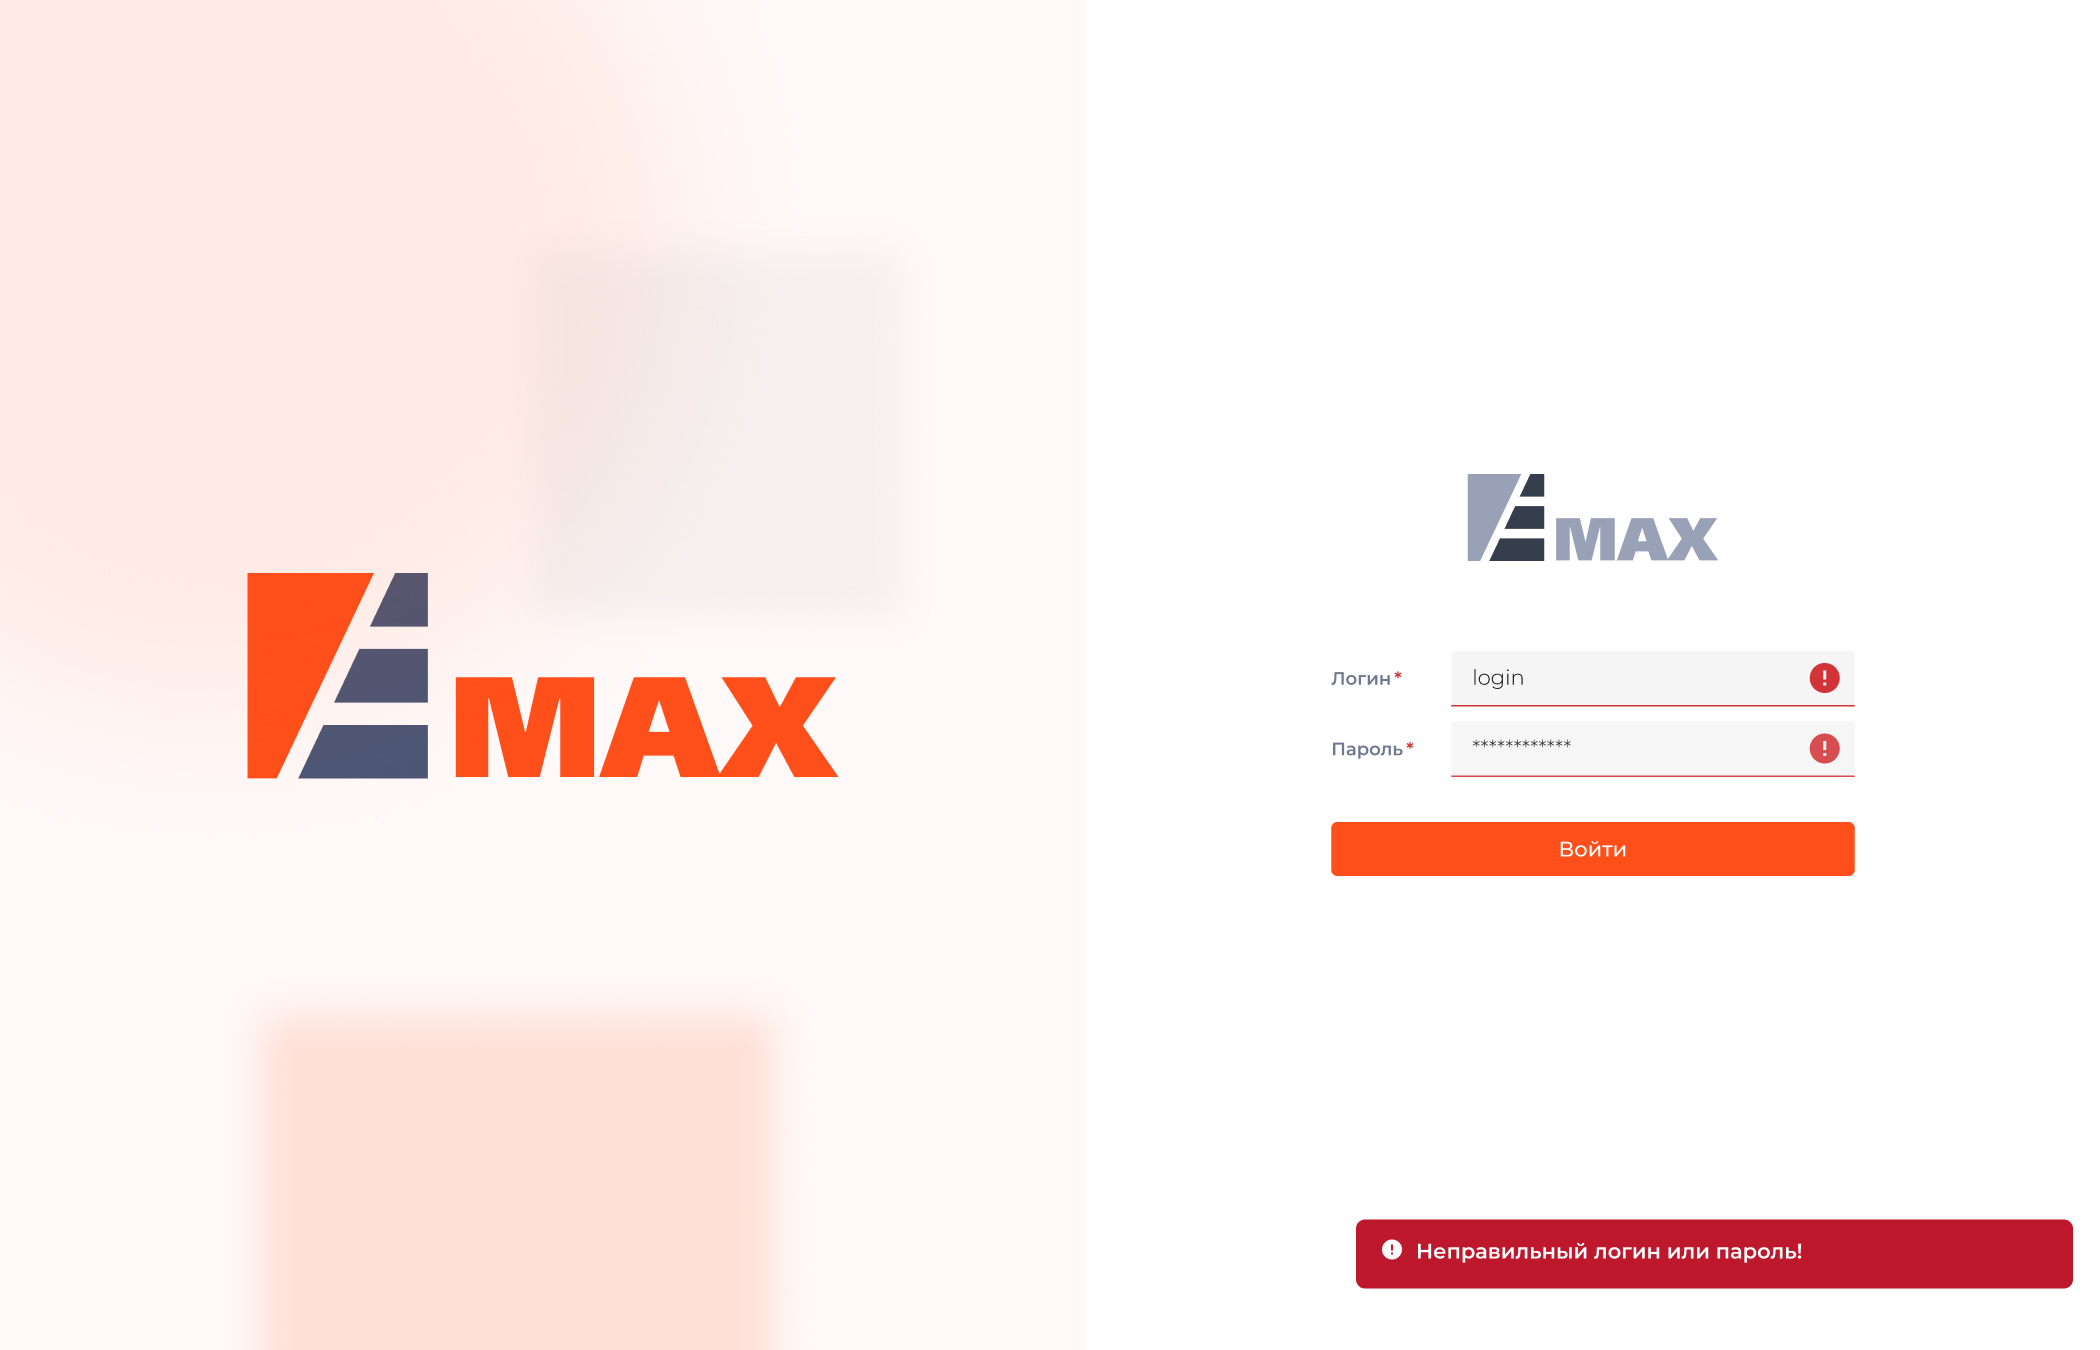 MAX
MAX
Логин *
login
Пароль *
************
Войти
Неправильный логин или пароль!